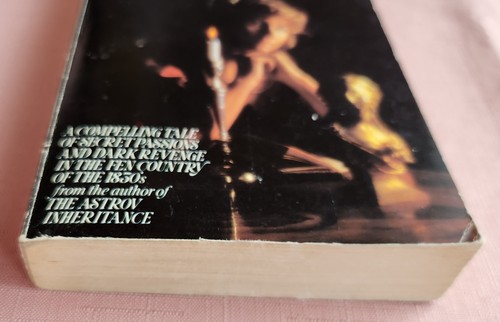 A COMPELLING TALE
OF SECRET PASSIONS
AND DARK REVENGE
IN THE FEN COUNTRY
OF THE 1850s
from the author of
THE ASTROV
INHERITANCE